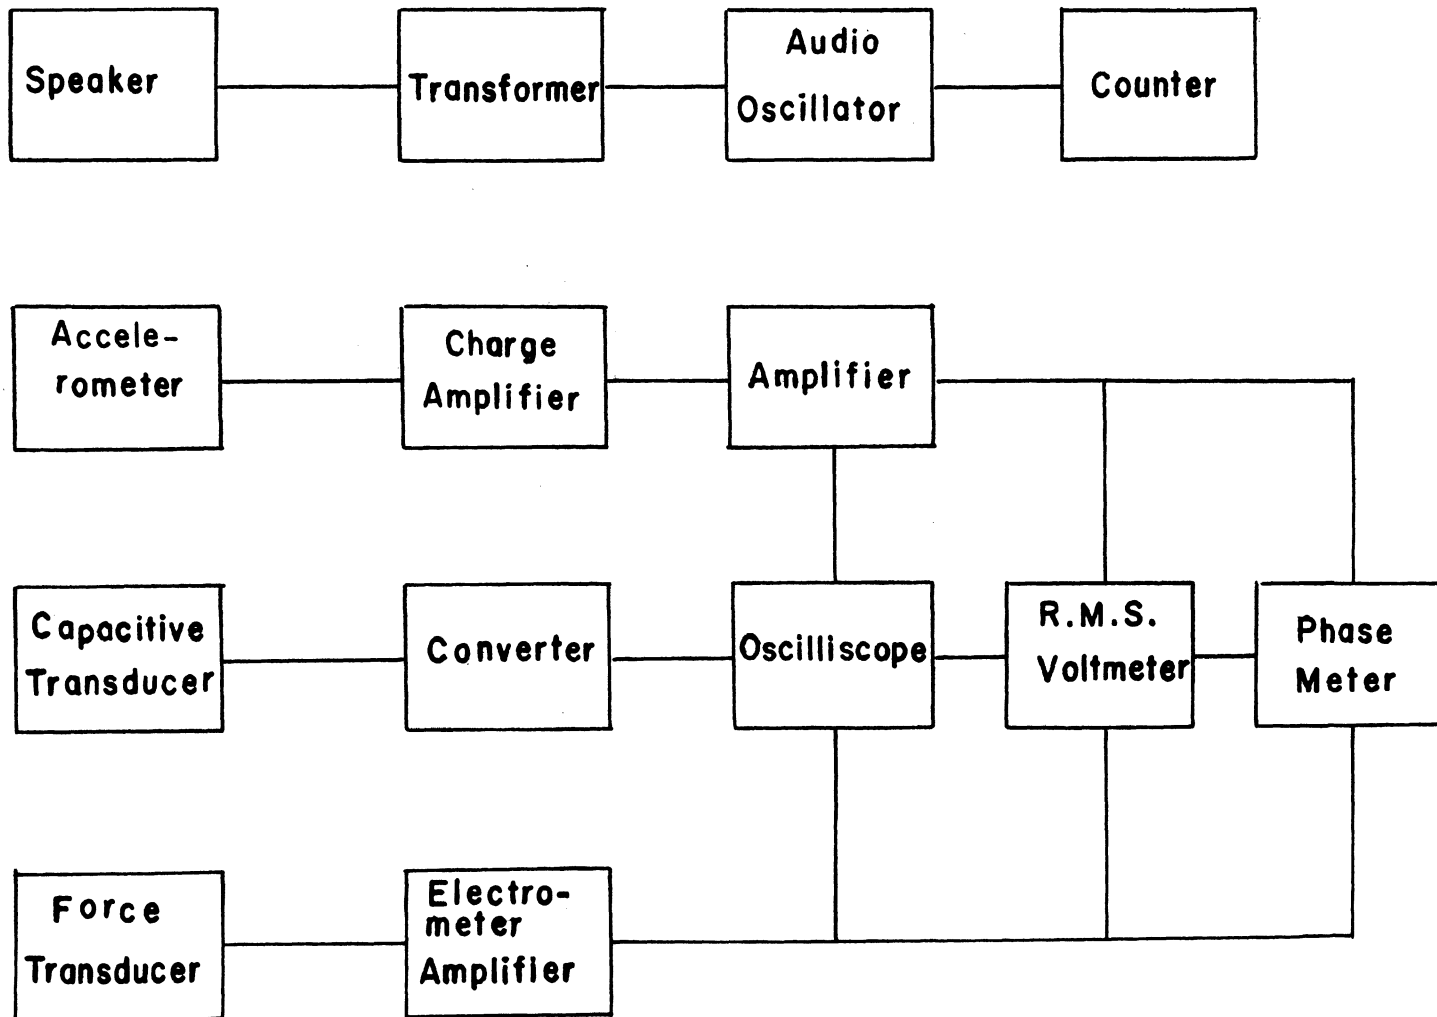 Speaker
Transformer
Audio
Oscillator
Counter
Accele-
rometer
Charge
Amplifier
Amplifier
Capacitive
Transducer
Converter
Oscilliscope
R.M.S.
Voltmeter
Phase
Meter
Force
Transducer
Electro-
meter
Amplifier